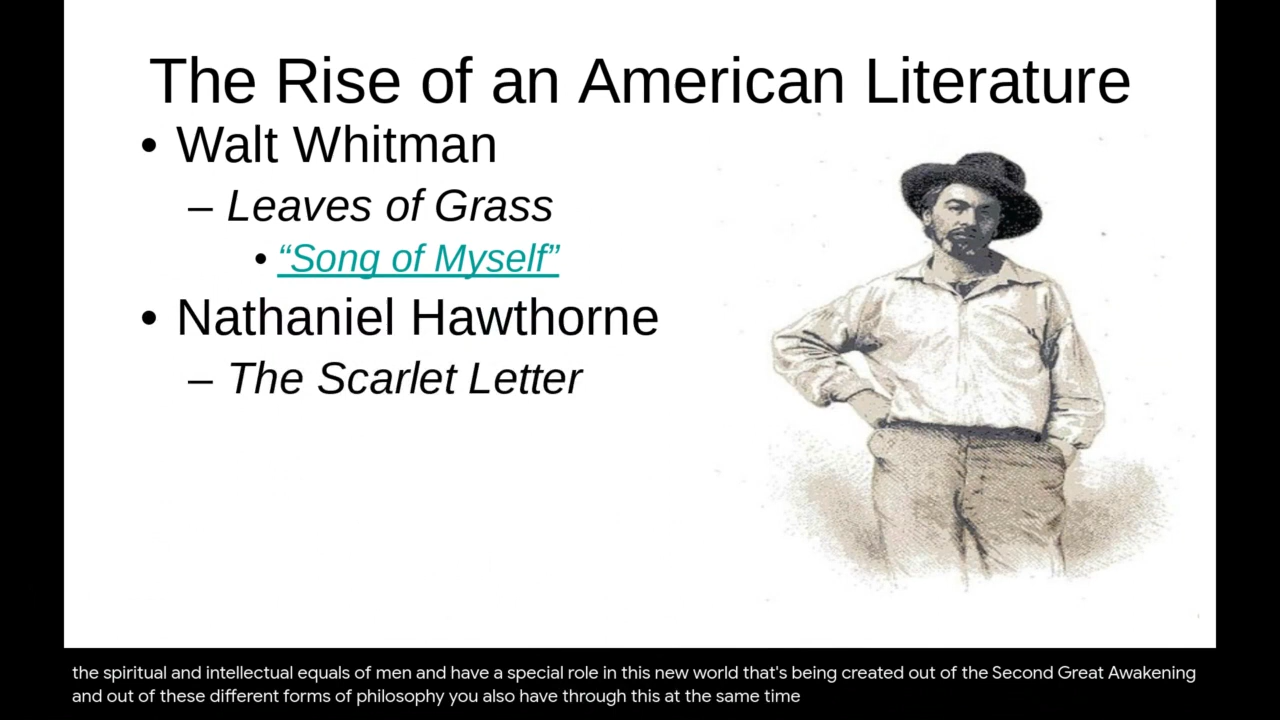 The Rise of an American Literature
• Walt Whitman
– Leaves of Grass
• “Song of Myself”
• Nathaniel Hawthorne
– The Scarlet Letter
the spiritual and intellectual equals of men and have a special role in this new world that's being created out of the Second Great Awakening
and out of these different forms of philosophy you also have through this at the same time